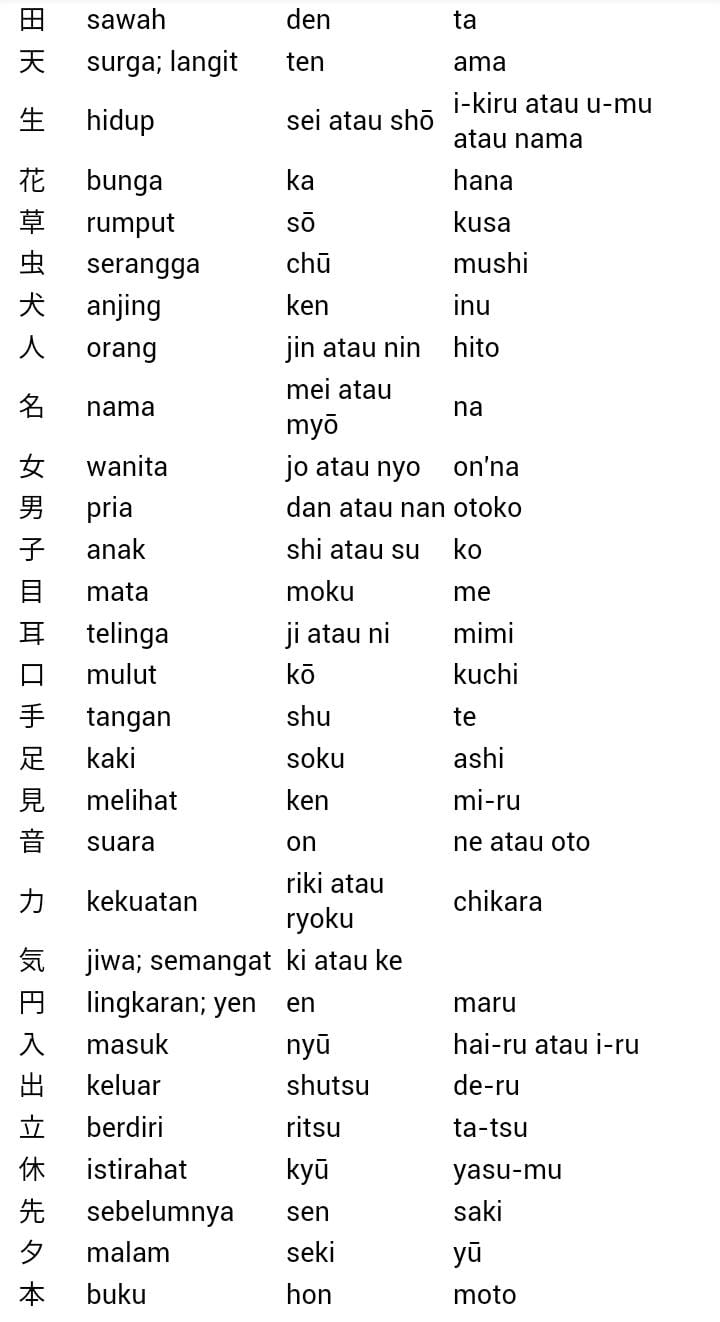 田 sawah den ta
天 surga; langit ten ama
生 hidup sei atau shō i-kiru atau u-mu
atau nama
花 bunga ka hana
草 rumput sō kusa
虫 serangga chū mushi
犬 anjing ken inu
人 orang jin atau nin hito
名 nama mei atau
myō na
女 wanita jo atau nyo on'na
男 pria dan atau nan otoko
子 anak shi atau su ko
目 mata moku me
耳 telinga ji atau ni mimi
口 mulut kō kuchi
手 tangan shu te
足 kaki soku ashi
見 melihat ken mi-ru
音 suara on ne atau oto
力 kekuatan riki atau
ryoku chikara
気 jiwa; semangat ki atau ke
円 lingkaran; yen en maru
入 masuk nyū hai-ru atau i-ru
出 keluar shutsu de-ru
立 berdiri ritsu ta-tsu
休 istirahat kyū yasu-mu
先 sebelumnya sen saki
夕 malam seki yū
本 buku hon moto